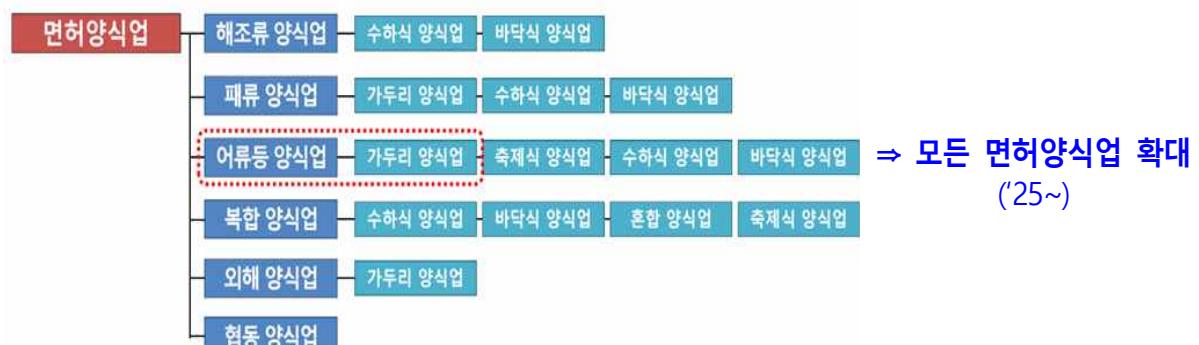 면허양식업 해조류 양식업 수하식 양식업 바닥식 양식업
패류 양식업 가두리 양식업 수하식 양식업 바닥식 양식업
어류등 양식업 가두리 양식업 축제식 양식업 수하식 양식업 바닥식 양식업 ⇒ 모든 면허양식업 확대
('25~)
복합 양식업 수하식 양식업 바닥식 양식업 혼합 양식업 축제식 양식업
외해 양식업 가두리 양식업
협동 양식업